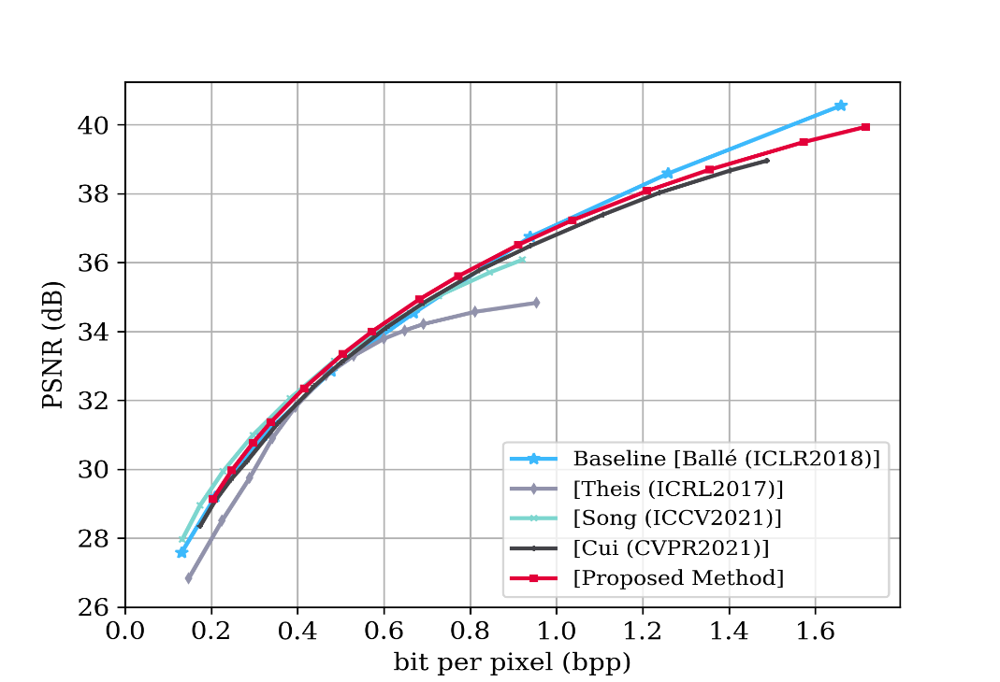 40
38
36
34
32
30
28
26
PSNR (dB)
Baseline [Ballé (ICLR2018)]
[Theis (ICRL2017)]
[Song (ICCV2021)]
[Cui (CVPR2021)]
[Proposed Method]
0.0 0.2 0.4 0.6 0.8 1.0 1.2 1.4 1.6
bit per pixel (bpp)